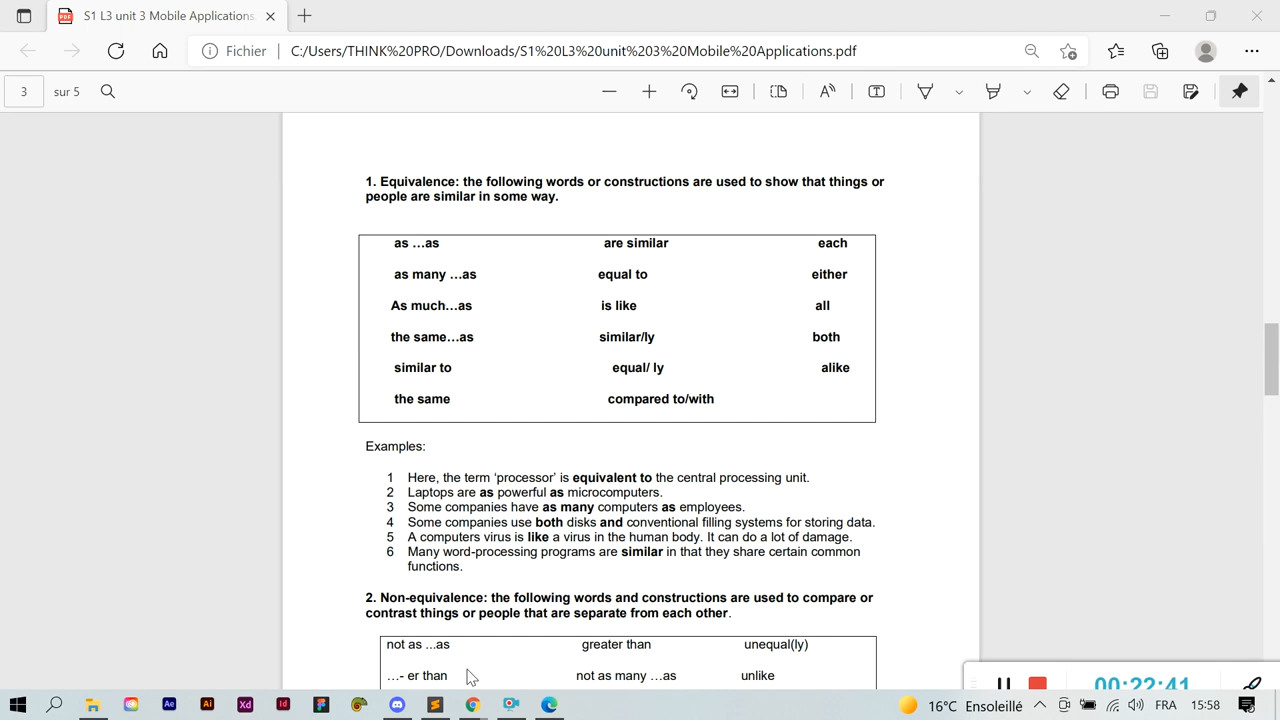 S1 L3 unit 3 Mobile Applications.
Fichier C:/Users/THINK%20PRO/Downloads/S1%20L3%20unit%203%20Mobile%20Applications.pdf
3 sur 5
1. Equivalence: the following words or constructions are used to show that things or
people are similar in some way.
as …as are similar each
as many …as equal to either
As much…as is like all
the same…as similar/ly both
similar to equal/ ly alike
the same compared to/with
Examples:
1 Here, the term ‘processor’ is equivalent to the central processing unit.
2 Laptops are as powerful as microcomputers.
3 Some companies have as many computers as employees.
4 Some companies use both disks and conventional filling systems for storing data.
5 A computers virus is like a virus in the human body. It can do a lot of damage.
6 Many word-processing programs are similar in that they share certain common
functions.
2. Non-equivalence: the following words and constructions are used to compare or
contrast things or people that are separate from each other.
not as ...as greater than unequal(ly)
…- er than not as many …as unlike
00:22:41
Ae Ai Xd Id 16°C Ensoleillé FRA 15:58